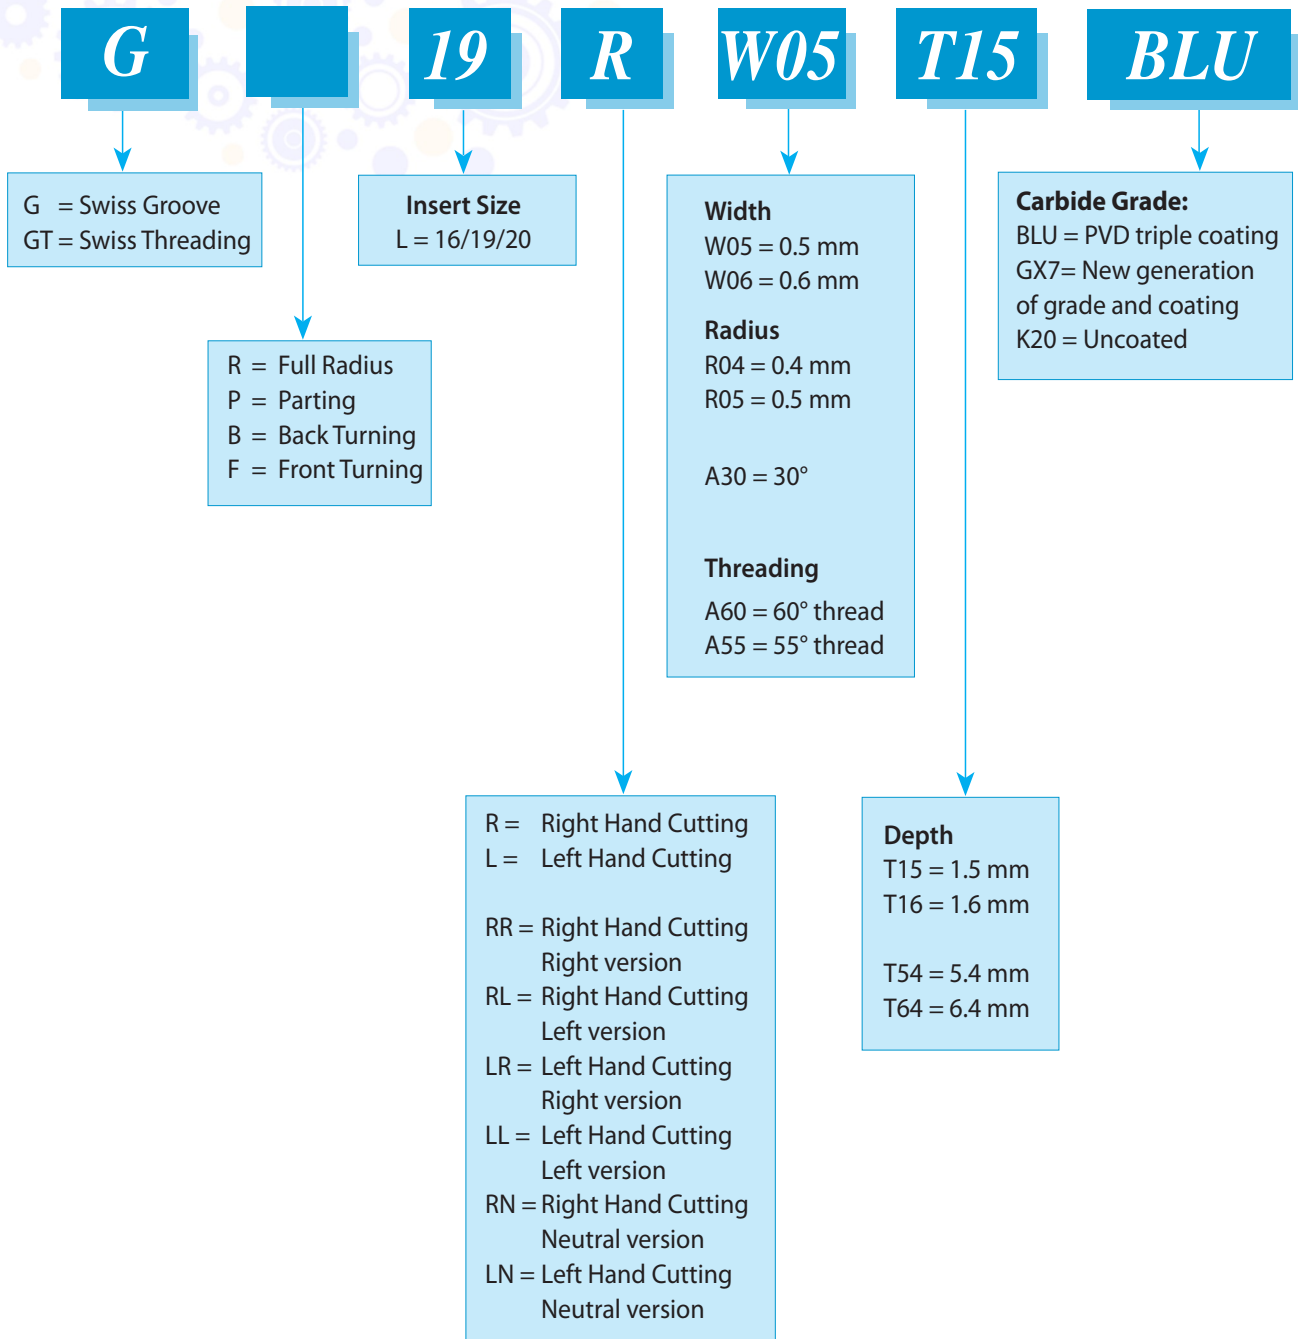 G 19 R W05 T15 BLU
G = Swiss Groove
GT = Swiss Threading
R = Full Radius
P = Parting
B = Back Turning
F = Front Turning
Insert Size
L = 16/19/20
R = Right Hand Cutting
L = Left Hand Cutting
RR = Right Hand Cutting
Right version
RL = Right Hand Cutting
Left version
LR = Left Hand Cutting
Right version
LL = Left Hand Cutting
Left version
RN = Right Hand Cutting
Neutral version
LN = Left Hand Cutting
Neutral version
Width
W05 = 0.5 mm
W06 = 0.6 mm
Radius
R04 = 0.4 mm
R05 = 0.5 mm
A30 = 30°
Threading
A60 = 60° thread
A55 = 55° thread
Depth
T15 = 1.5 mm
T16 = 1.6 mm
T54 = 5.4 mm
T64 = 6.4 mm
Carbide Grade:
BLU = PVD triple coating
GX7= New generation
of grade and coating
K20 = Uncoated